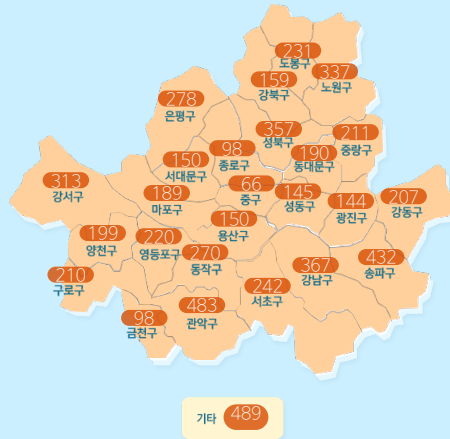 231
도봉구
337
노원구
159
강북구
278
은평구
357
성북구
211
중랑구
98
종로구
190
동대문구
150
서대문구
313
강서구
189
마포구
66
중구
145
성동구
144
광진구
207
강동구
150
용산구
199
양천구
220
영등포구
270
동작구
432
송파구
367
강남구
210
구로구
242
서초구
483
관악구
98
금천구
기타 489